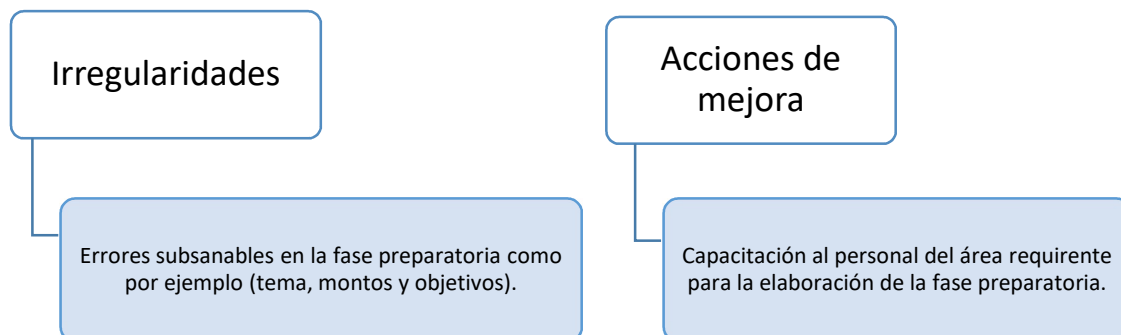 Irregularidades
Errores subsanables en la fase preparatoria como
por ejemplo (tema, montos y objetivos).
Acciones de
mejora
Capacitación al personal del área requirente
para la elaboración de la fase preparatoria.